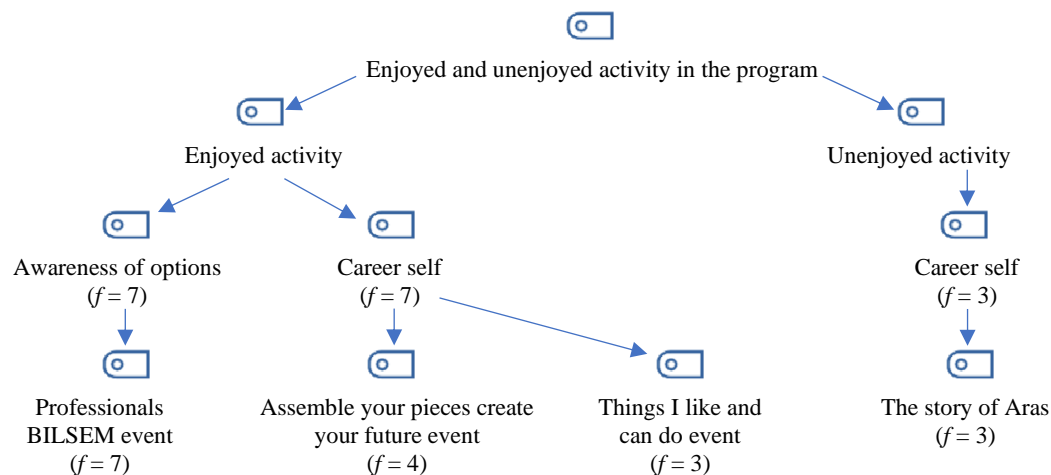 Enjoyed and unenjoyed activity in the program
Enjoyed activity
Unenjoyed activity
Awareness of options
(f = 7)
Career self
(f = 7)
Career self
(f = 3)
Professionals
BILSEM event
(f = 7)
Assemble your pieces create
your future event
(f = 4)
Things I like and
can do event
(f = 3)
The story of Aras
(f = 3)